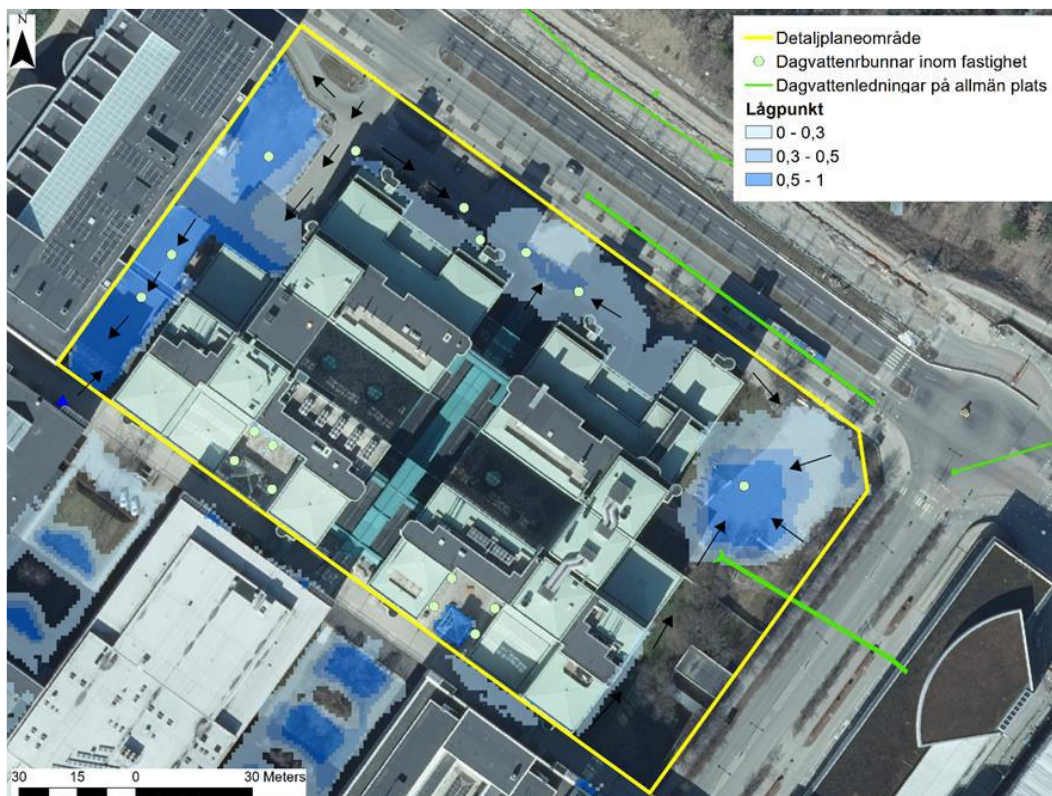 N
Detaljplaneområde
Dagvattenrbunnar inom fastighet
Dagvattenledningar på allmän plats
Lågpunkt
0 - 0,3
0,3 - 0,5
0,5 - 1
30 15 0 30 Meters